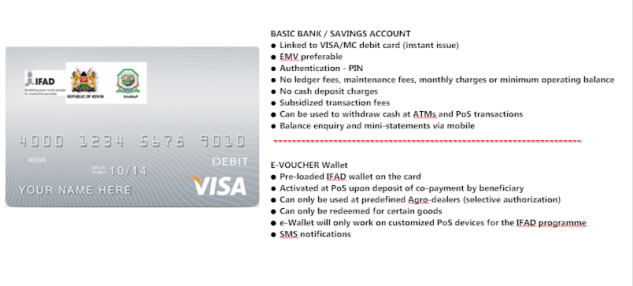 IFAD
REPUBLIC OF KENYA
4000 1234 5676 9010
4000
DEBIT
VALID
THRU 10/14
YOUR NAME HERE
VISA
BASIC BANK / SAVINGS ACCOUNT
● Linked to VISA/MC debit card (instant issue)
● EMV preferable
● Authentication - PIN
● No ledger fees, maintenance fees, monthly charges or minimum operating balance
● No cash deposit charges
● Subsidized transaction fees
● Can be used to withdraw cash at ATMs and PoS transactions
● Balance enquiry and mini-statements via mobile
E-VOUCHER Wallet
● Pre-loaded IFAD wallet on the card
● Activated at PoS upon deposit of co-payment by beneficiary
● Can only be used at predefined Agro-dealers (selective authorization)
● Can only be redeemed for certain goods
● e-Wallet will only work on customized PoS devices for the IFAD programme
● SMS notifications